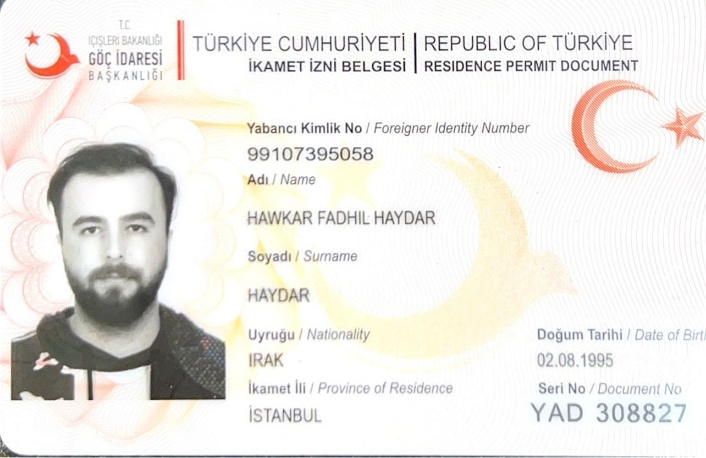 T.C.
İÇİŞLERİ BAKANLIĞI
GÖÇ İDARESİ
BAŞKANLIĞI
TÜRKİYE CUMHURİYETİ | REPUBLIC OF TÜRKİYE
İKAMET İZNİ BELGESİ | RESIDENCE PERMIT DOCUMENT
Yabancı Kimlik No / Foreigner Identity Number
99107395058
Adı / Name
HAWKAR FADHIL HAYDAR
Soyadı / Surname
HAYDAR
Uyruğu / Nationality
IRAK
Doğum Tarihi / Date of Birt
02.08.1995
İkamet İli / Province of Residence
İSTANBUL
Seri No / Document No
YAD 308827